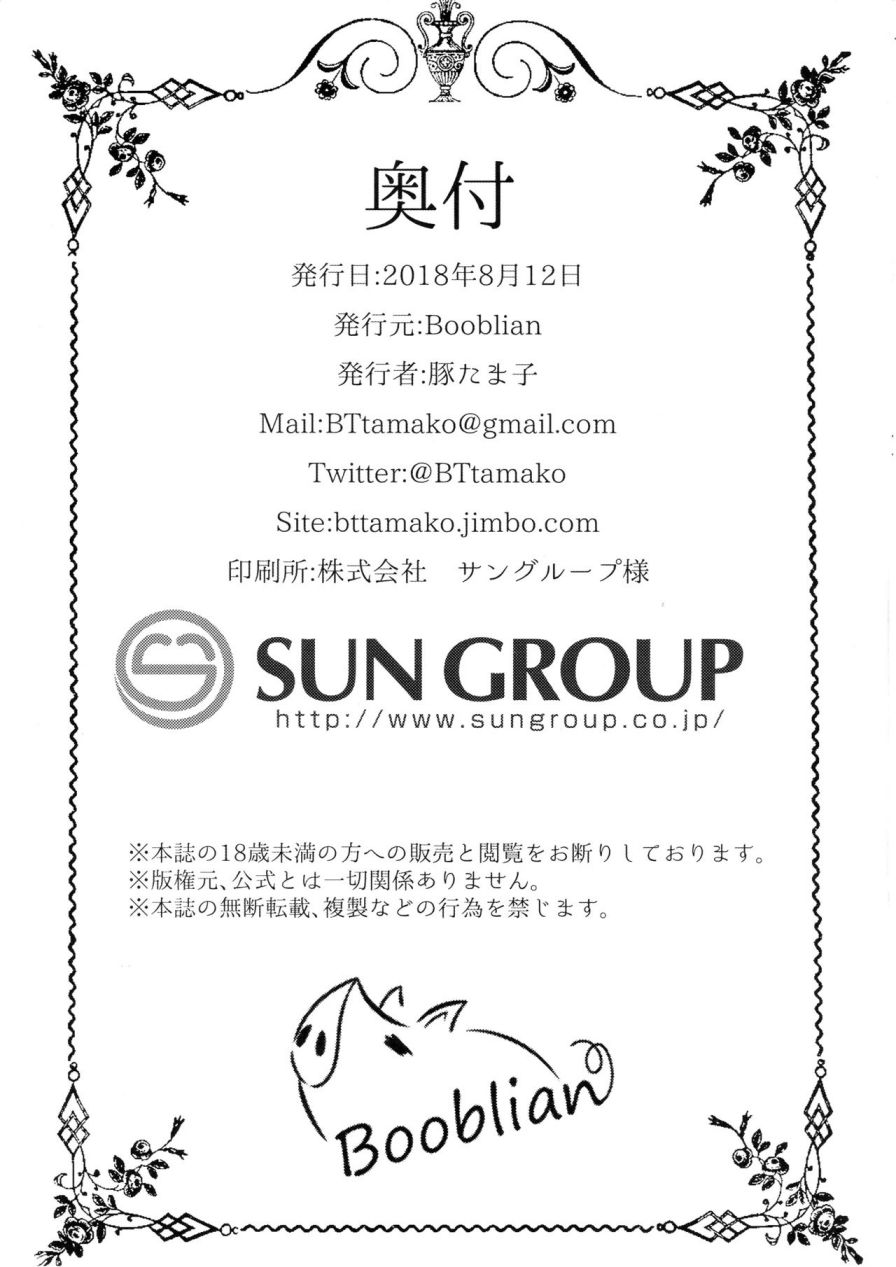 奥付
発行日:2018年8月12日
発行元:Booblian
発行者:豚たま子
Mail:BTtamako@gmail.com
Twitter:@BTtamako
Site:bttamako.jimbo.com
印刷所:株式会社　サングループ様
SUN GROUP
http://www.sungroup.co.jp/
※本誌の18歳未満の方への販売と閲覧をお断りしております。
※版権元、公式とは一切関係ありません。
※本誌の無断転載、複製などの行為を禁じます。
Booblian